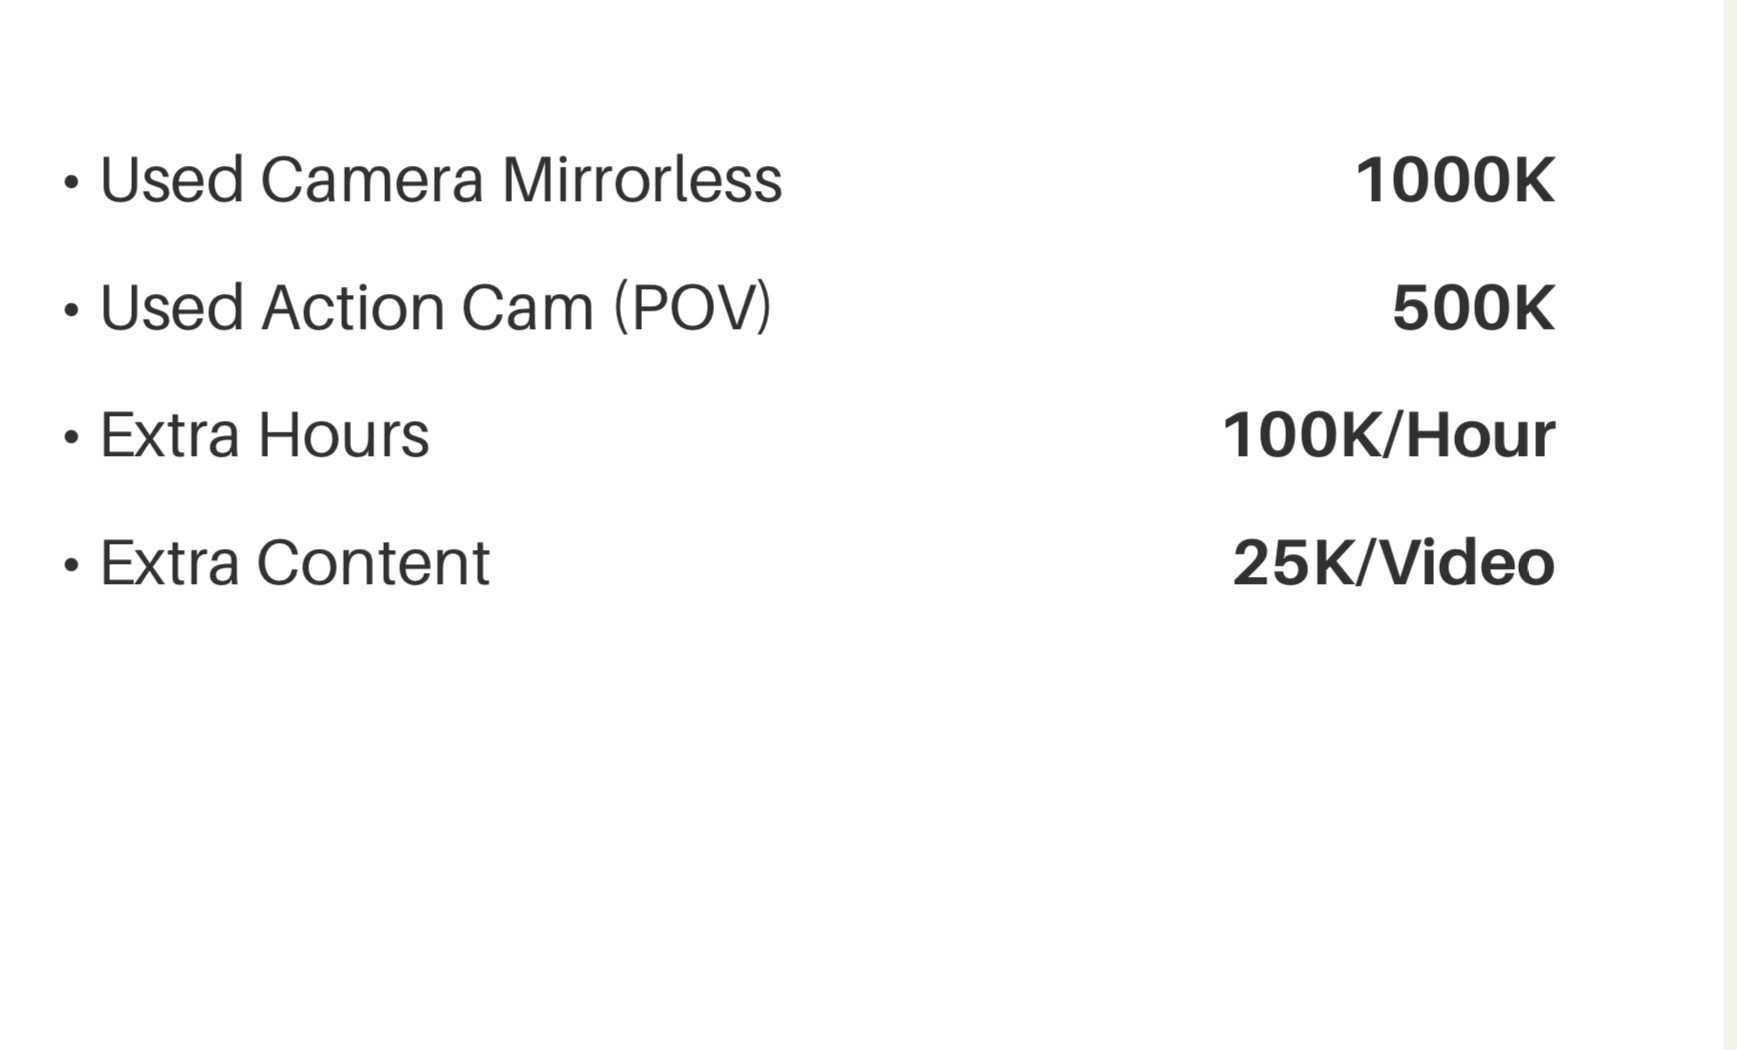 • Used Camera Mirrorless 1000K
• Used Action Cam (POV) 500K
• Extra Hours 100K/Hour
• Extra Content 25K/Video